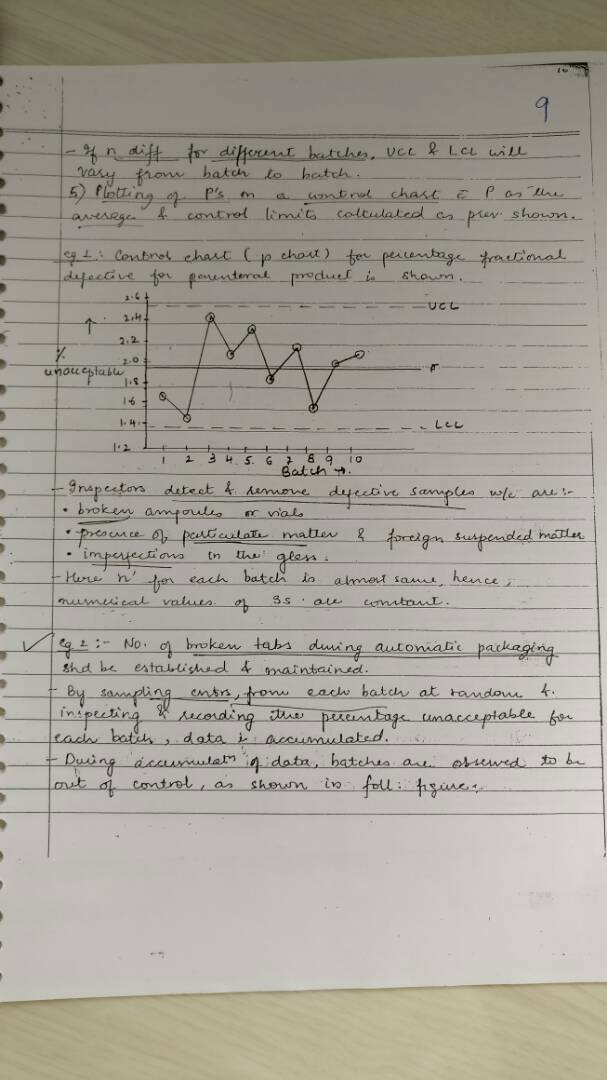 10
9
- If n diff for different batches, UCL & LCL will
vary from batch to batch.
5) Plotting of P's on a control chart c̄ P as the
average & control limits calculated as prev shown.
eg 1: Control chart (p chart) for percentage fractional
defective for parenteral product is shown.
2.6
UCL
2.4
2.2
%
2.0
unacceptable
1.8
1.6
1.4
LCL
1.2
1 2 3 4 5 6 7 8 9 10
Batch →
- Inspectors detect & remove defective samples w/c are:-
• broken ampoules or vials
• presence of particulate matter & foreign suspended matter
• imperfections in the glass.
- Here 'n' for each batch is almost same, hence,
numerical values of 3s are constant.
eg 2:- No. of broken tabs during automatic packaging
shd be established & maintained.
- By sampling cntrs, from each batch at random &
inspecting & recording the percentage unacceptable for
each batch, data is accumulated.
- During accumulatn of data, batches are observed to be
out of control, as shown in foll: figure.